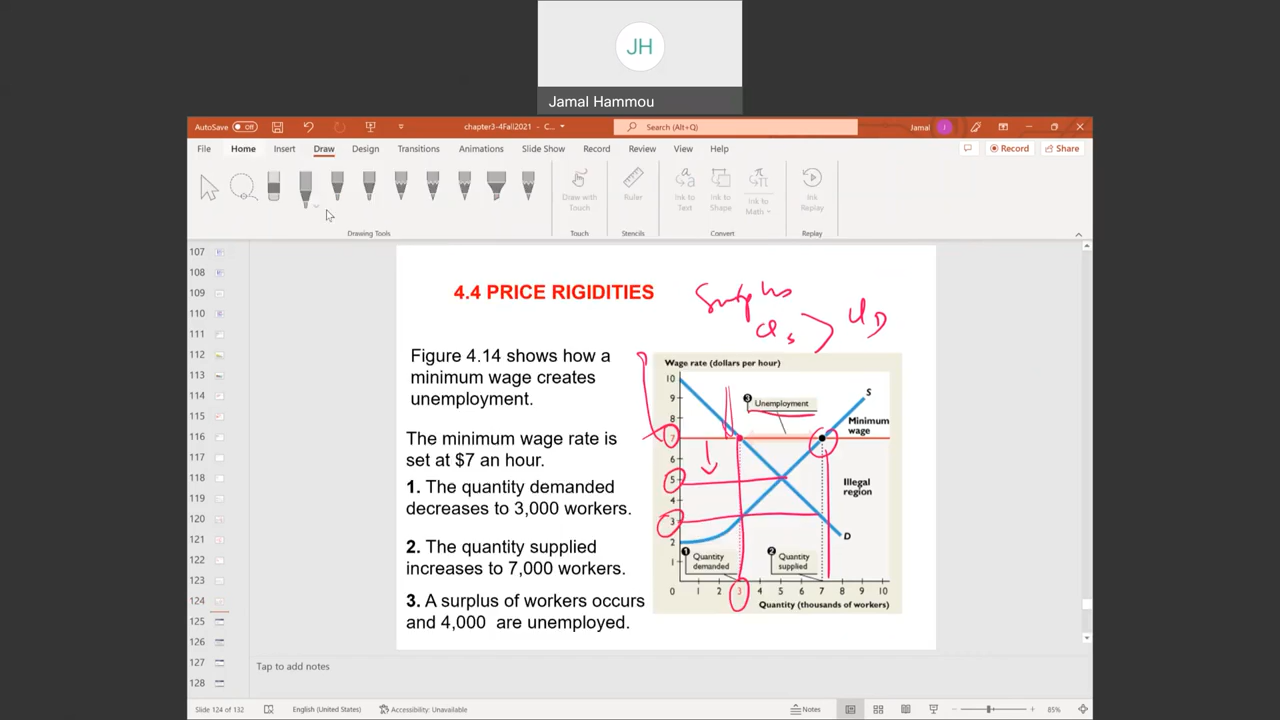 JH
Jamal Hammou
AutoSave Off
chapter3-4Fall2021 - C...
Search (Alt+Q)
Jamal J
File Home Insert Draw Design Transitions Slide Show Animations Record Review View Help
Record Share
Draw with Touch
Ruler
Ink to Text
Ink to Shape
Ink to Math
Ink Replay
Drawing Tools
Touch
Stencils
Convert
Replay
107
108
109
110
111
112
113
114
115
116
117
118
119
120
121
122
123
124
125
126
127
128
4.4 PRICE RIGIDITIES
Surplus
Qs > QD
Figure 4.14 shows how a
minimum wage creates
unemployment.
The minimum wage rate is
set at $7 an hour.
1. The quantity demanded
decreases to 3,000 workers.
2. The quantity supplied
increases to 7,000 workers.
3. A surplus of workers occurs
and 4,000 are unemployed.
Wage rate (dollars per hour)
10
9
8
7
6
5
4
3
2
1
3 Unemployment
S
Minimum
wage
Illegal
region
D
1 Quantity
demanded
2 Quantity
supplied
0 1 2 3 4 5 6 7 8 9 10
Quantity (thousands of workers)
Tap to add notes
Slide 124 of 132
English (United States)
Accessibility: Unavailable
Notes
85%